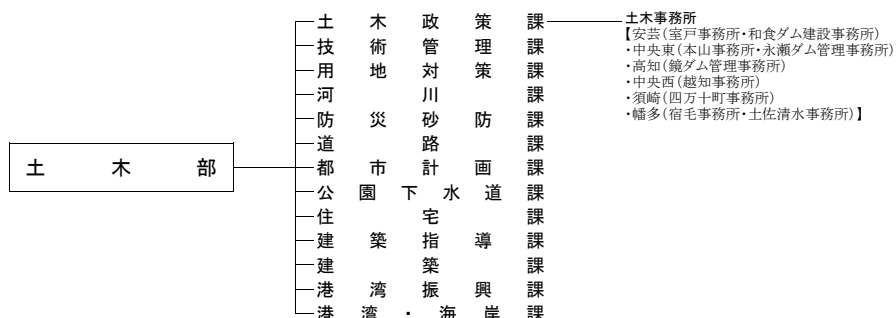 土木部
土木政策課
技術管理課
用地対策課
河川課
防災砂防課
道路課
都市計画課
公園下水道課
住宅課
建築指導課
建築課
港湾振興課
港湾・海岸課
土木事務所
【安芸(室戸事務所・和食ダム建設事務所)
・中央東(本山事務所・永瀬ダム管理事務所)
・高知(鏡ダム管理事務所)
・中央西(越知事務所)
・須崎(四万十町事務所)
・幡多(宿毛事務所・土佐清水事務所)】